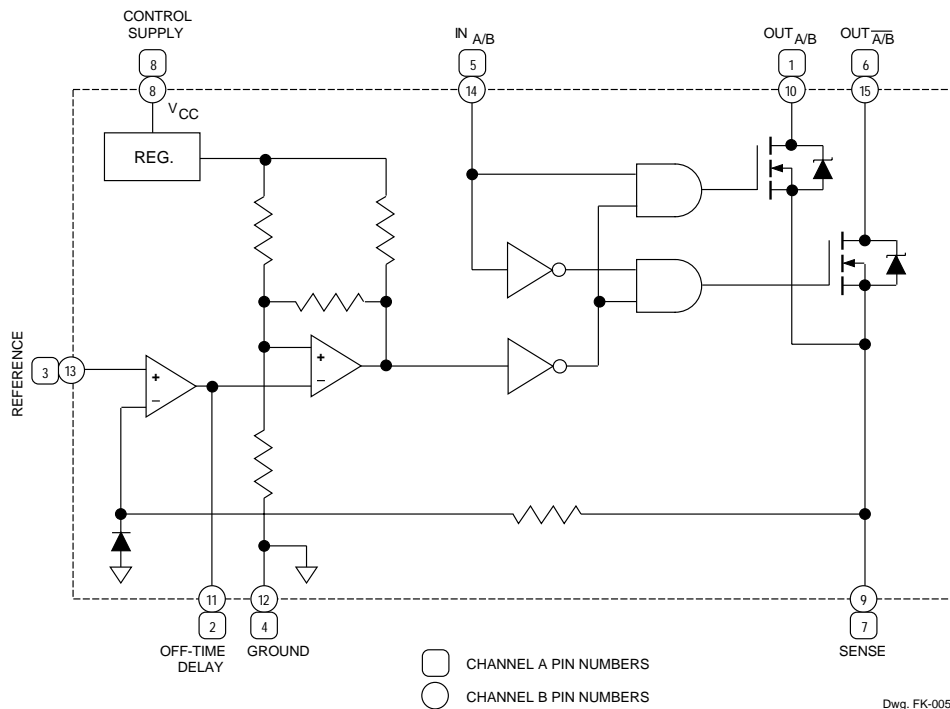 CONTROL
SUPPLY
IN A/B
OUT A/B
OUT A̅/̅B̅
8
5
1
6
8
14
10
15
VCC
REG.
REFERENCE
3
13
+
−
+
−
11
12
9
2
4
7
OFF-TIME
DELAY
GROUND
SENSE
CHANNEL A PIN NUMBERS
CHANNEL B PIN NUMBERS
Dwg. FK-005